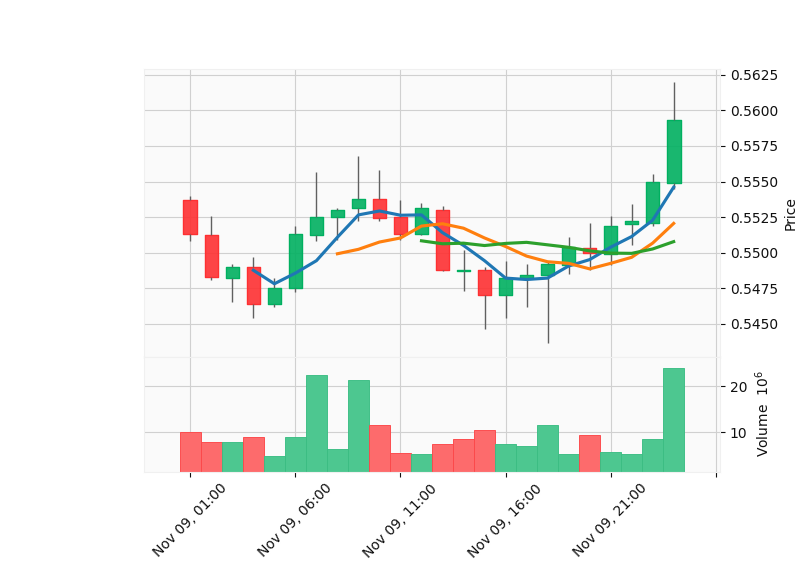 0.5625
0.5600
0.5575
0.5550
0.5525
0.5500
0.5475
0.5450
Price
20
10
Volume 10^6
Nov 09, 01:00
Nov 09, 06:00
Nov 09, 11:00
Nov 09, 16:00
Nov 09, 21:00